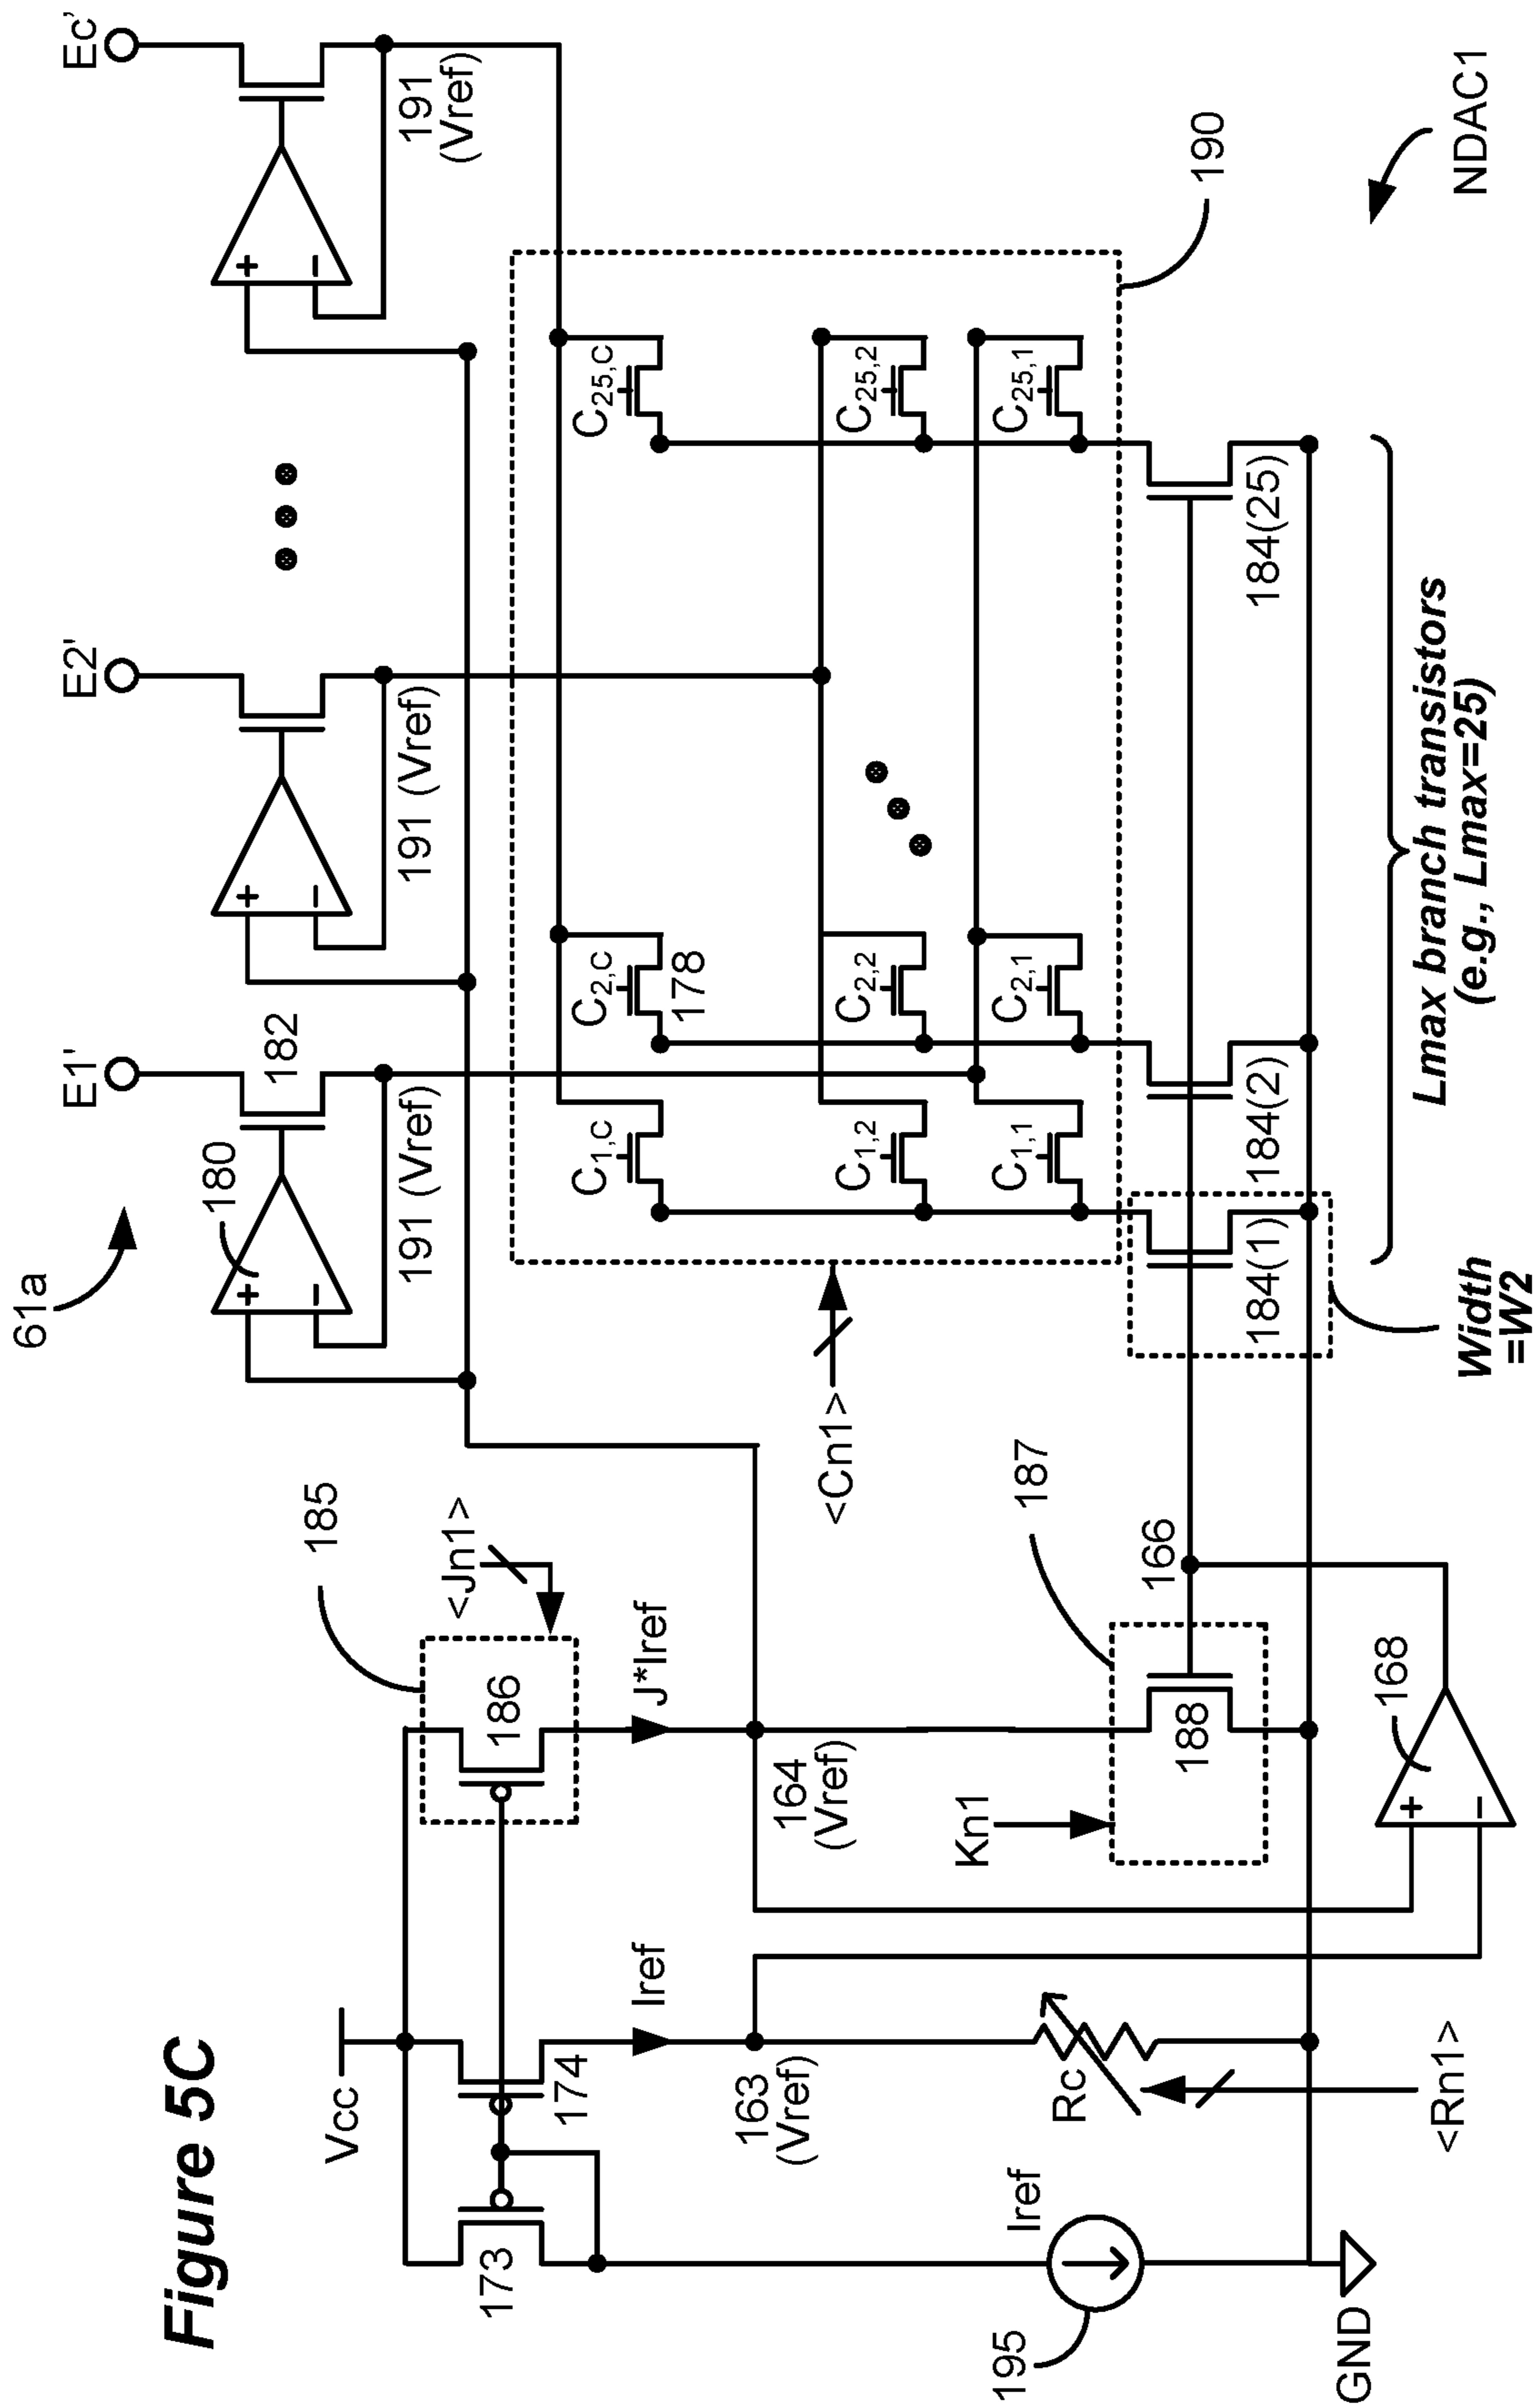 Figure 5C
61a
E1'
E2'
Ec'
180
182
+
−
+
−
+
−
191 (Vref)
191 (Vref)
191
(Vref)
Vcc
173
174
185
<Jn1>
186
Iref
J*Iref
163
(Vref)
164
(Vref)
Rc
<Rn1>
195
Iref
GND
Kn1
187
188
166
168
+
−
<Cn1>
190
C1,C
C2,C
178
C25,C
C1,2
C2,2
C25,2
C1,1
C2,1
C25,1
184(1)
184(2)
184(25)
Width
=W2
Lmax branch transistors
(e.g., Lmax=25)
NDAC1